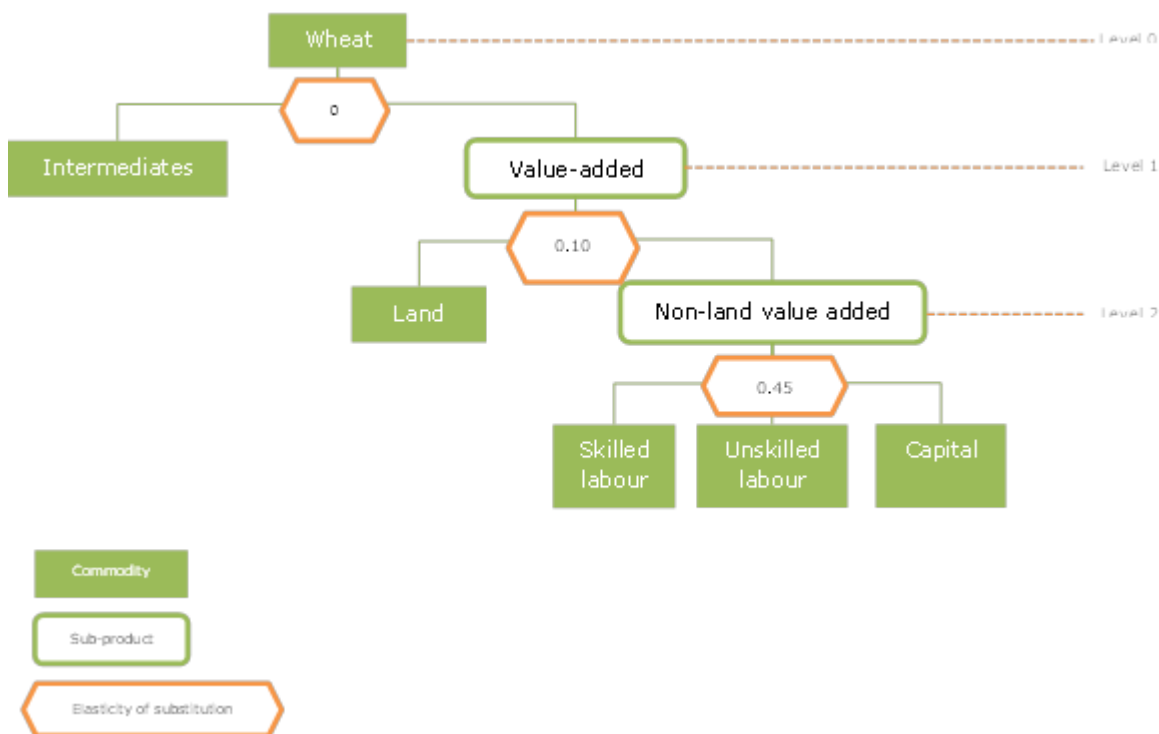 Wheat
Level 0
0
Intermediates
Value-added
Level 1
0.10
Land
Non-land value added
Level 2
0.45
Skilled
labour
Unskilled
labour
Capital
Commodity
Sub-product
Elasticity of substitution